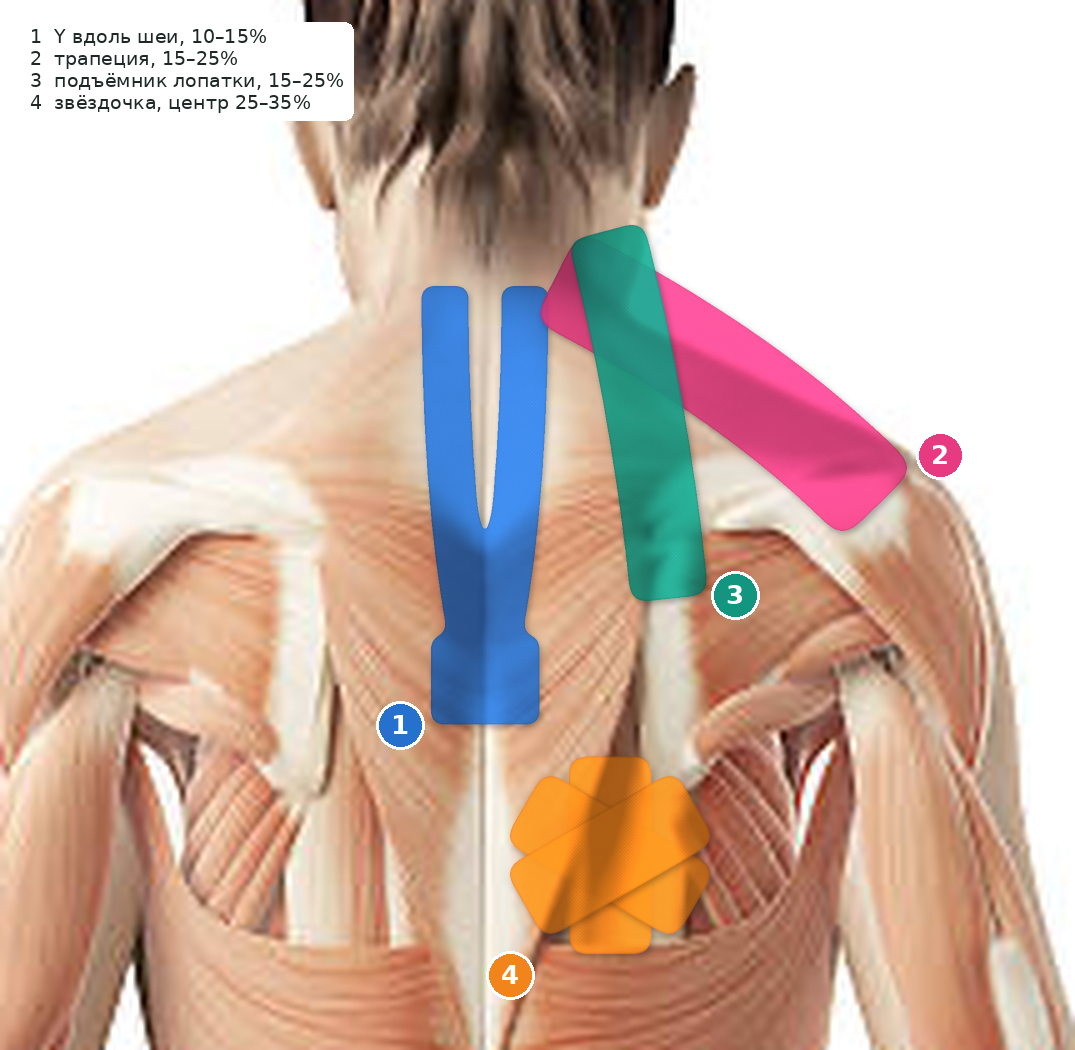 1 Y вдоль шеи, 10–15%
2 трапеция, 15–25%
3 подъёмник лопатки, 15–25%
4 звёздочка, центр 25–35%
2
3
1
4